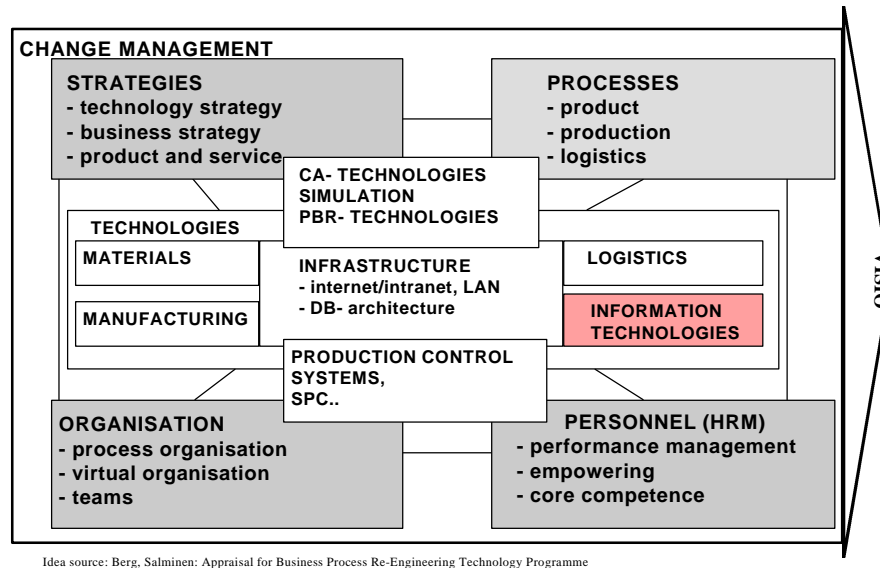 CHANGE MANAGEMENT
STRATEGIES
- technology strategy
- business strategy
- product and service
PROCESSES
- product
- production
- logistics
CA- TECHNOLOGIES
SIMULATION
PBR- TECHNOLOGIES
TECHNOLOGIES
MATERIALS
MANUFACTURING
INFRASTRUCTURE
- internet/intranet, LAN
- DB- architecture
LOGISTICS
INFORMATION
TECHNOLOGIES
PRODUCTION CONTROL
SYSTEMS,
SPC..
ORGANISATION
- process organisation
- virtual organisation
- teams
PERSONNEL (HRM)
- performance management
- empowering
- core competence
Idea source: Berg, Salminen: Appraisal for Business Process Re-Engineering Technology Programme